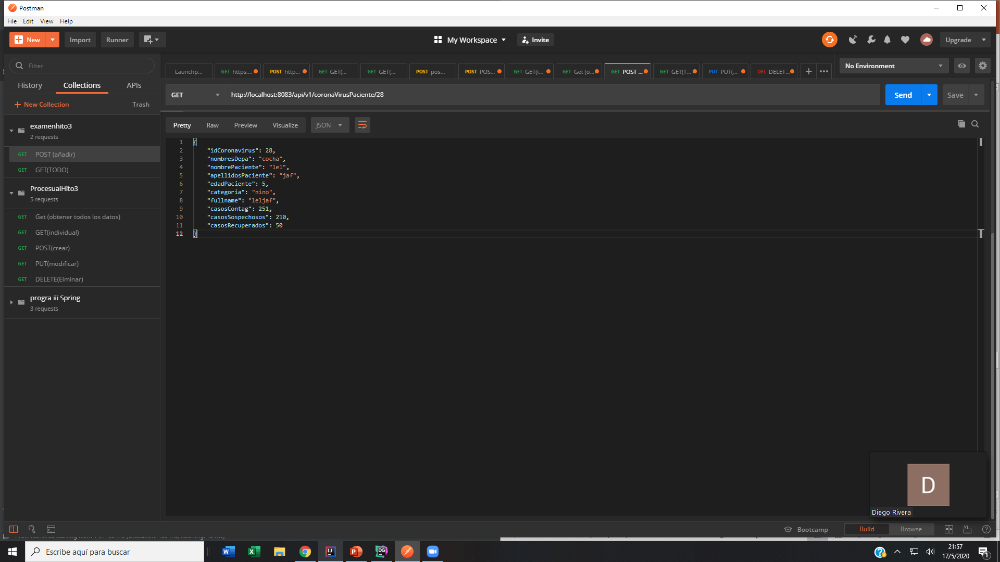 Postman
File Edit View Help
New Import Runner My Workspace Invite Upgrade
Filter
Launchp... GET https:... POST http... GET GET(... GET GET(... POST pos... POST POS... GET GET(i... GET Get (o... GET POST ... GET GET(T... PUT PUT(... DEL DELET... No Environment
History Collections APIs
New Collection Trash
GET http://localhost:8083/api/v1/coronaVirusPaciente/28 Send Save
Pretty Raw Preview Visualize JSON
examenhito3
2 requests
GET POST (añadir)
GET GET(TODO)
ProcesualHito3
5 requests
GET Get (obtener todos los datos)
GET GET(individual)
GET POST(crear)
GET PUT(modificar)
GET DELETE(Elminar)
progra iii Spring
3 requests
1 {
2 "idCoronavirus": 28,
3 "nombresDepa": "cocha",
4 "nombrePaciente": "lel",
5 "apellidosPaciente": "jaf",
6 "edadPaciente": 5,
7 "categoria": "nino",
8 "fullname": "leljaf",
9 "casosContag": 251,
10 "casosSospechosos": 210,
11 "casosRecuperados": 50
12 }
D
Diego Rivera
Bootcamp Build Browse
Escribe aquí para buscar
21:57
17/5/2020
1